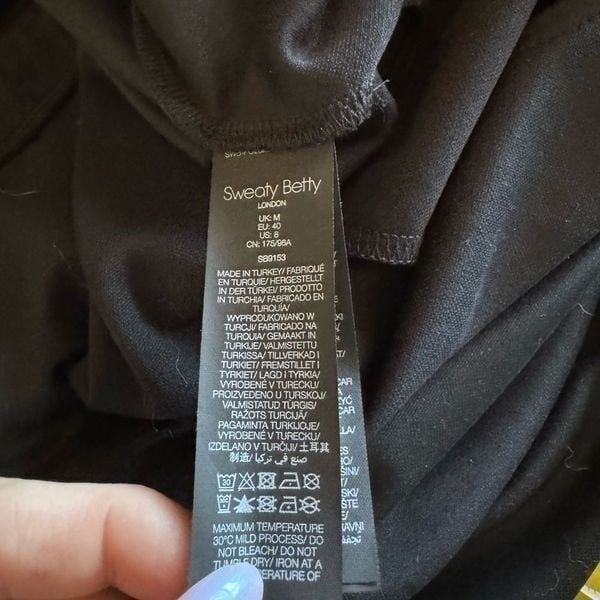 Sweaty Betty
LONDON
UK: M
EU: 40
US: 8
CN: 175/96A
SB9153
MADE IN TURKEY/ FABRIQUÉ
EN TURQUIE/ HERGESTELLT
IN DER TÜRKEI/ PRODOTTO
IN TURCHIA/ FABRICADO EN
TURQUÍA/
WYPRODUKOWANO W
TURCJI/ FABRICADO NA
TURQUIA/ GEMAAKT IN
TURKIJE/ VALMISTETTU
TURKISSA/ TILLVERKAD I
TURKIET/ FREMSTILLET I
TYRKIET/ LAGD I TYRKIA/
VYROBENÉ V TURECKU/
PROIZVEDENO U TURSKOJ/
VALMISTATUD TÜRGIS/
RAŽOTS TURCIJĀ/
PAGAMINTA TURKIJOJE/
VYROBENÉ V TURECKU/
IZDELANO V TURČIJI/ 土耳其
制造/ صنع في تركيا
30
MAXIMUM TEMPERATURE
30°C MILD PROCESS/ DO
NOT BLEACH/ DO NOT
TUMBLE DRY/ IRON AT A
TEMPERATURE OF